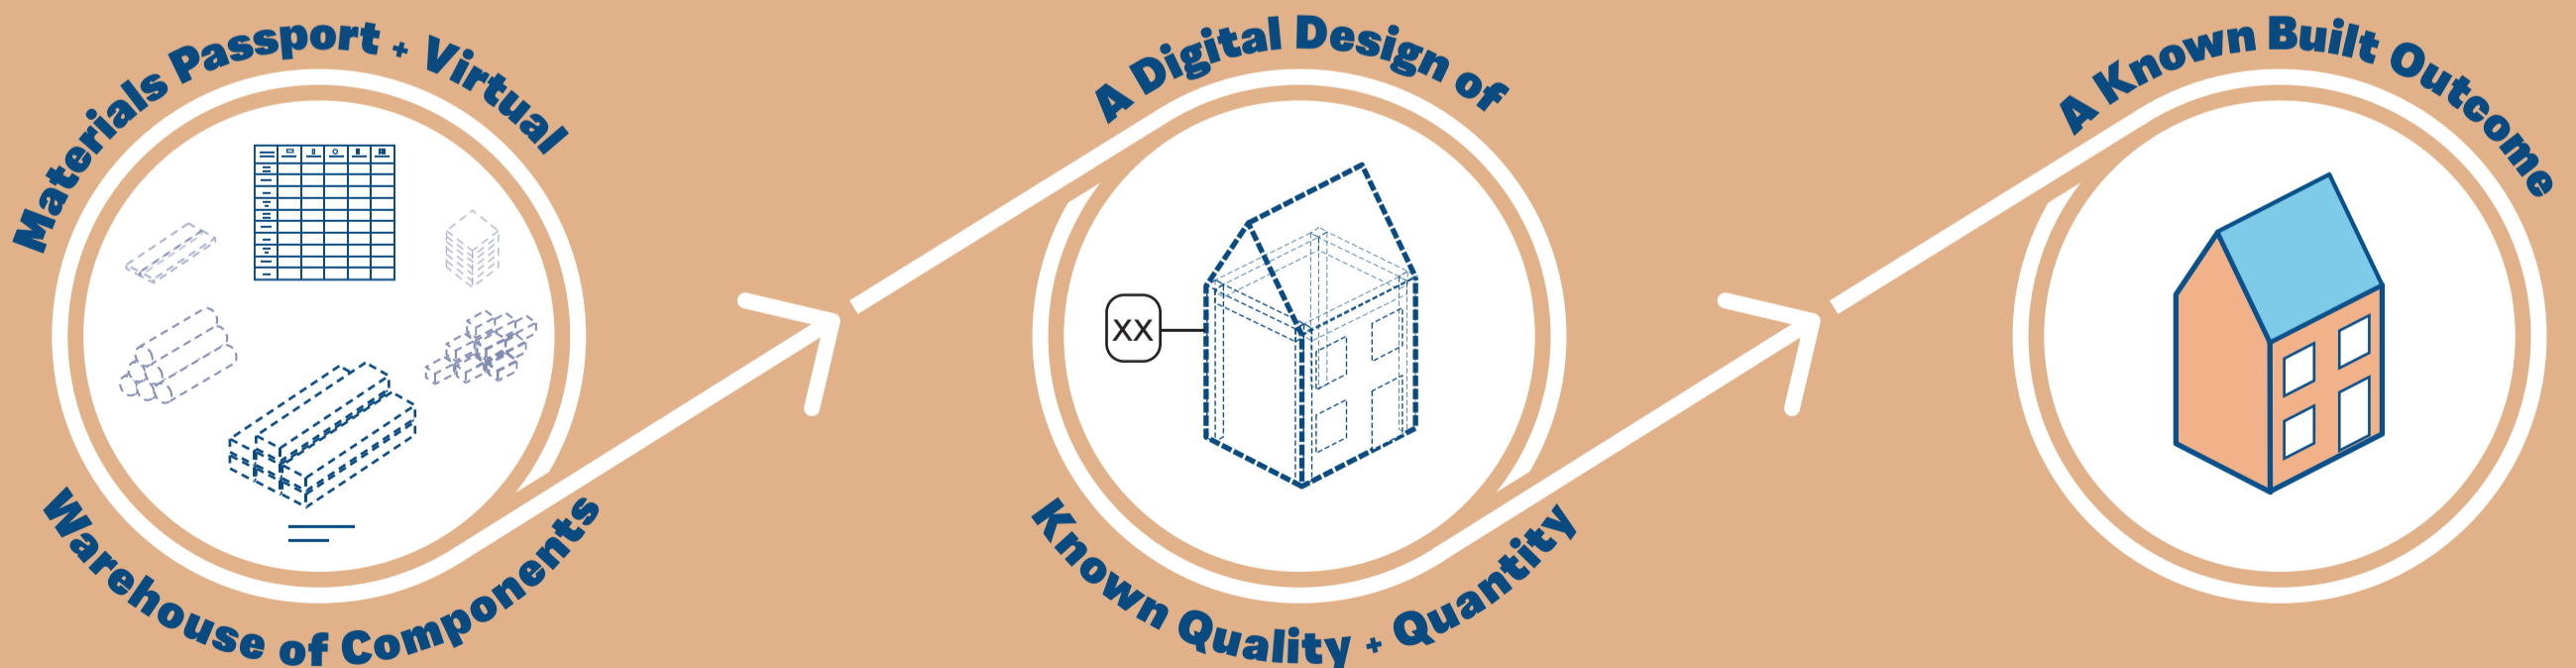 Materials Passport + Virtual
Warehouse of Components
A Digital Design of
xx
Known Quality + Quantity
A Known Built Outcome